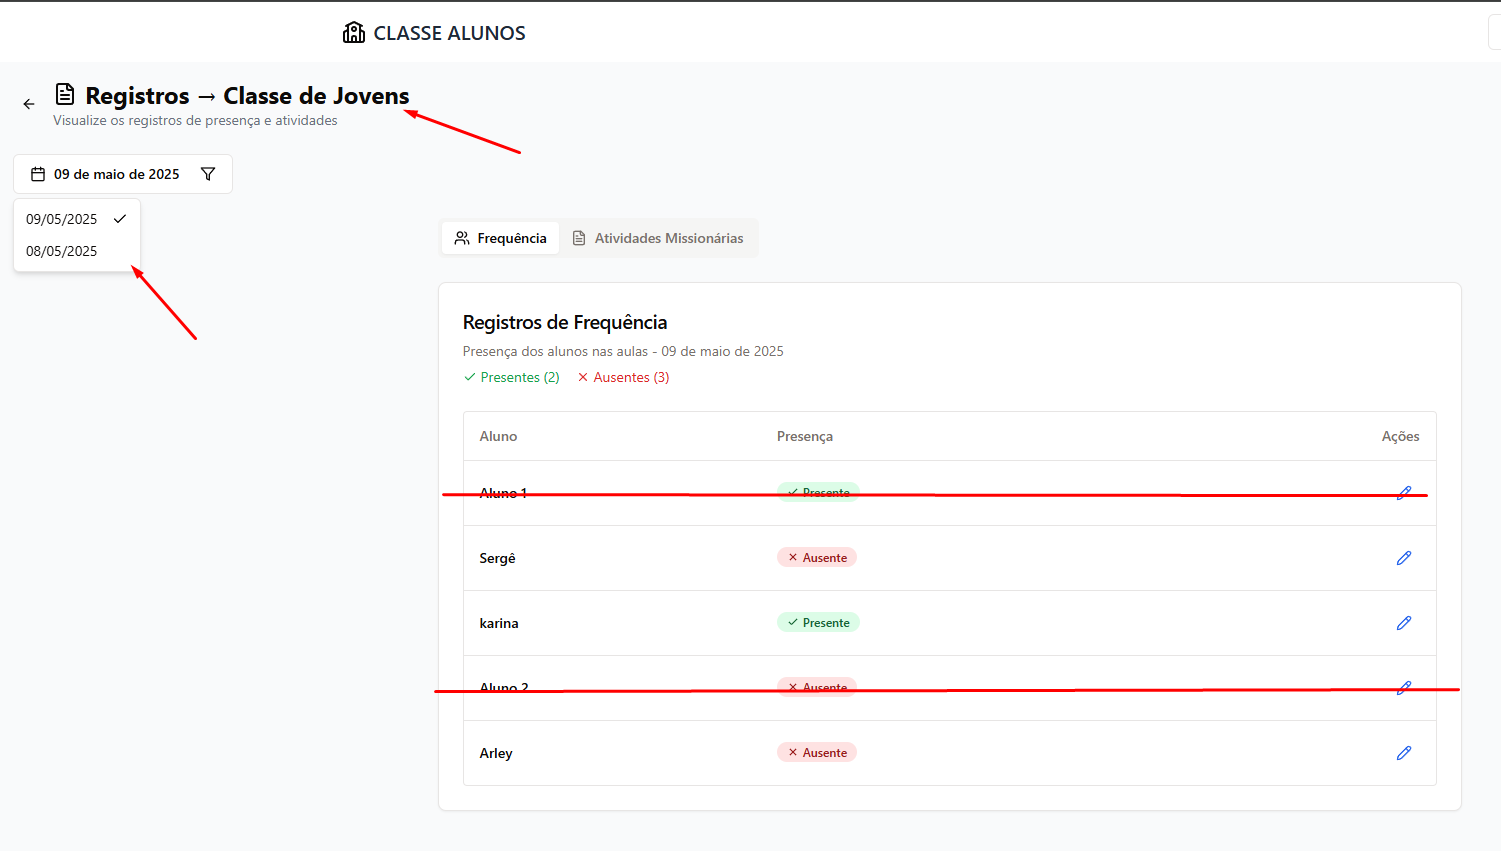 CLASSE ALUNOS
Registros → Classe de Jovens
Visualize os registros de presença e atividades
09 de maio de 2025
09/05/2025
08/05/2025
Frequência
Atividades Missionárias
Registros de Frequência
Presença dos alunos nas aulas - 09 de maio de 2025
Presentes (2) Ausentes (3)
Aluno Presença Ações
Aluno 1 Presente
Sergê Ausente
karina Presente
Aluno 2 Ausente
Arley Ausente